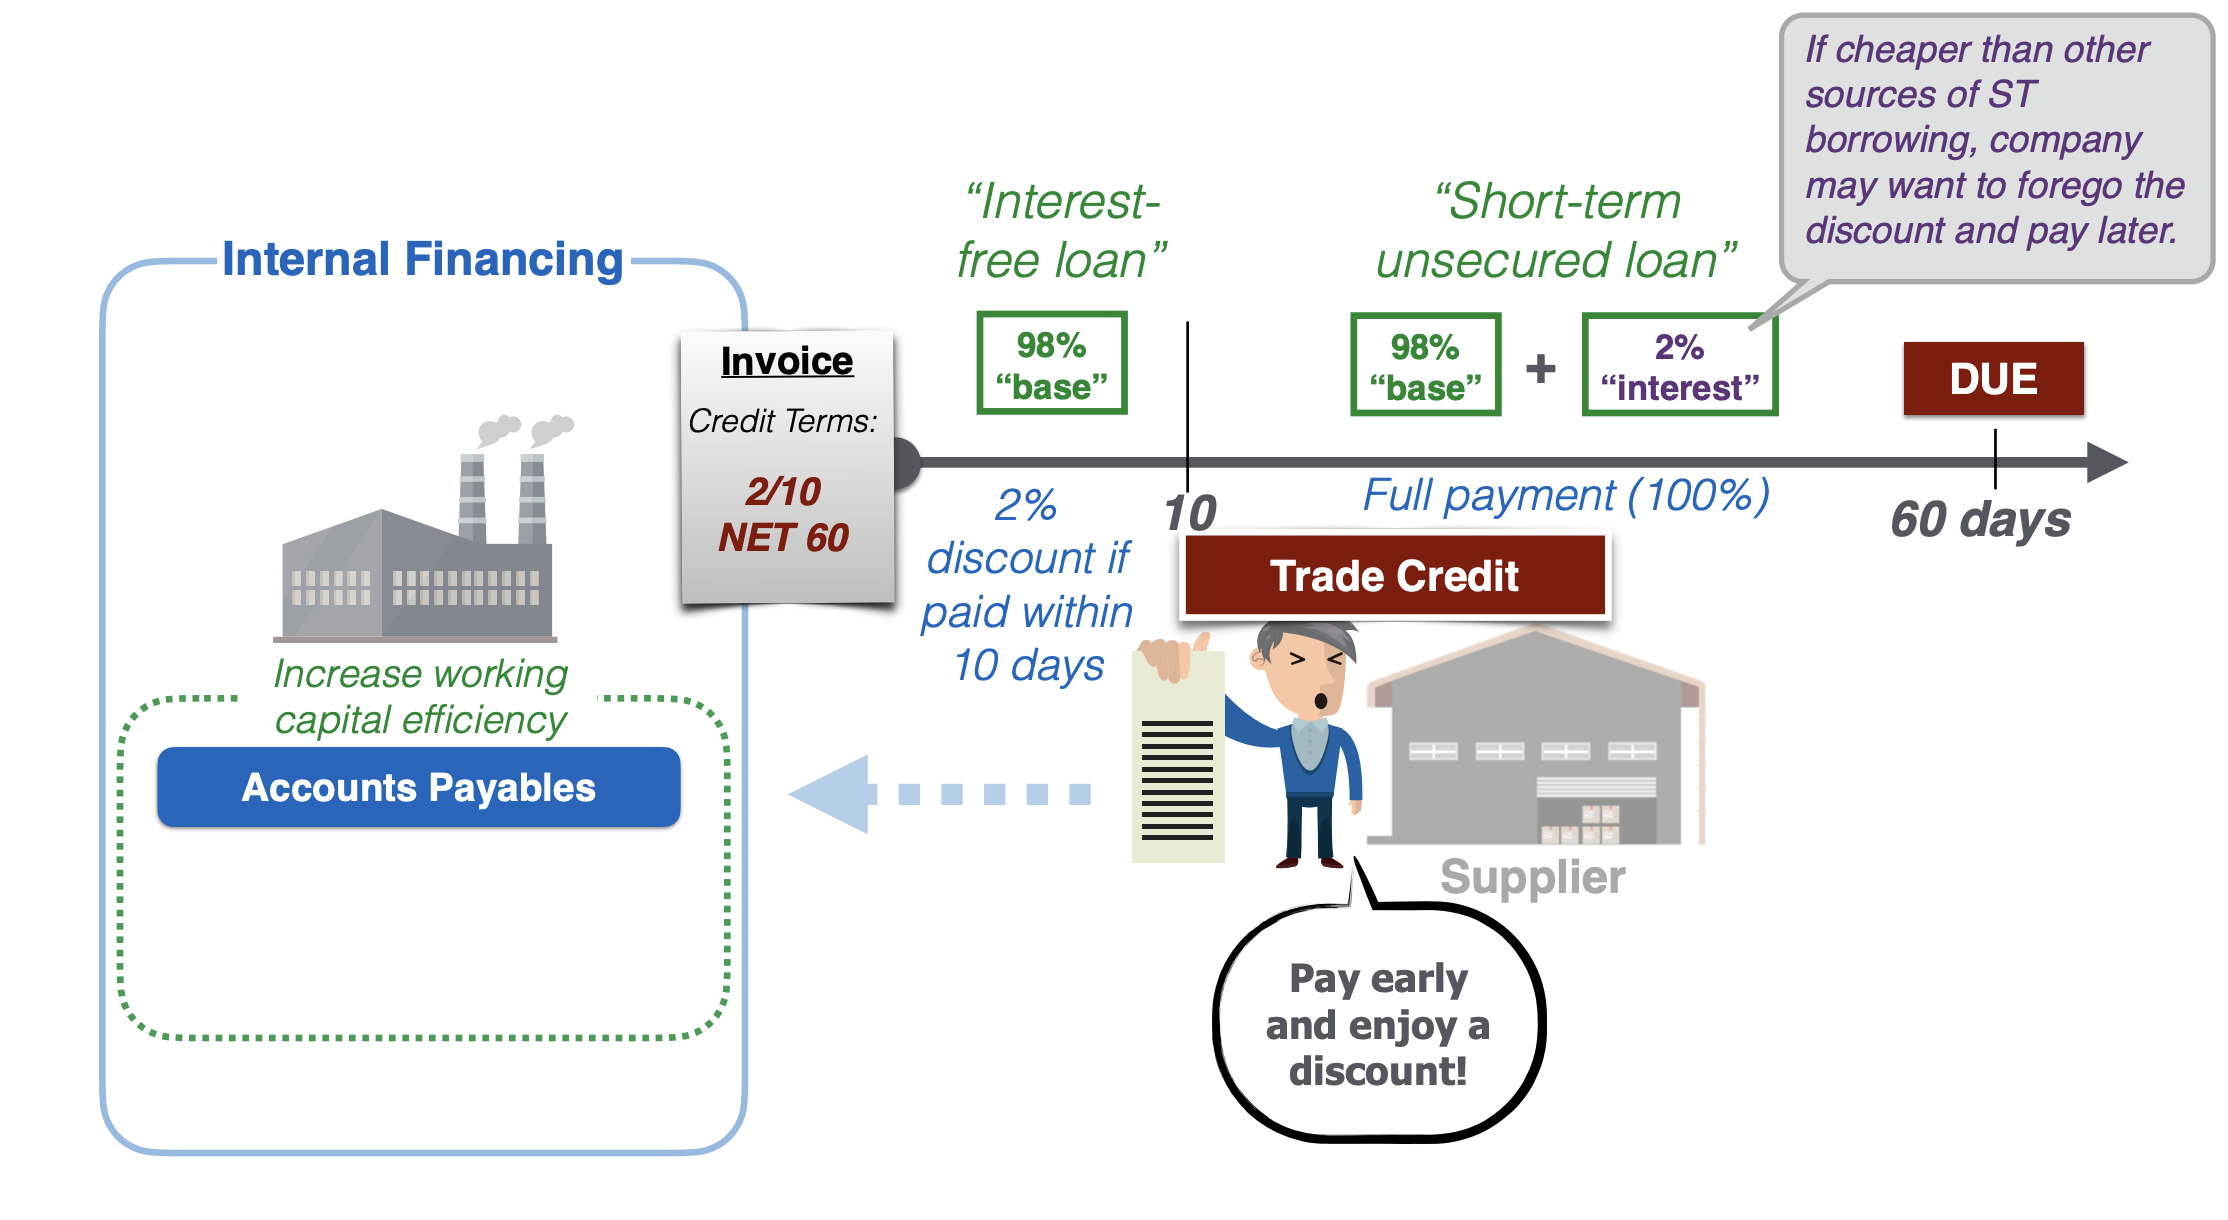 If cheaper than other
sources of ST
borrowing, company
may want to forego the
discount and pay later.
“Interest-
free loan”
“Short-term
unsecured loan”
Internal Financing
98%
“base”
98%
“base”
+
2%
“interest”
DUE
Invoice
Credit Terms:
2/10
NET 60
2%
discount if
paid within
10 days
10
Full payment (100%)
60 days
Trade Credit
Increase working
capital efficiency
Accounts Payables
Supplier
Pay early
and enjoy a
discount!